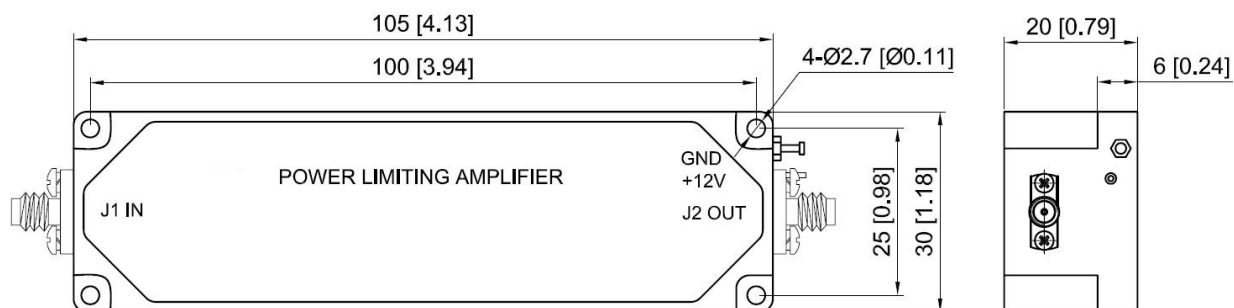 105 [4.13]
20 [0.79]
100 [3.94]
4-Ø2.7 [Ø0.11]
6 [0.24]
POWER LIMITING AMPLIFIER
GND
+12V
J1 IN
J2 OUT
25 [0.98]
30 [1.18]